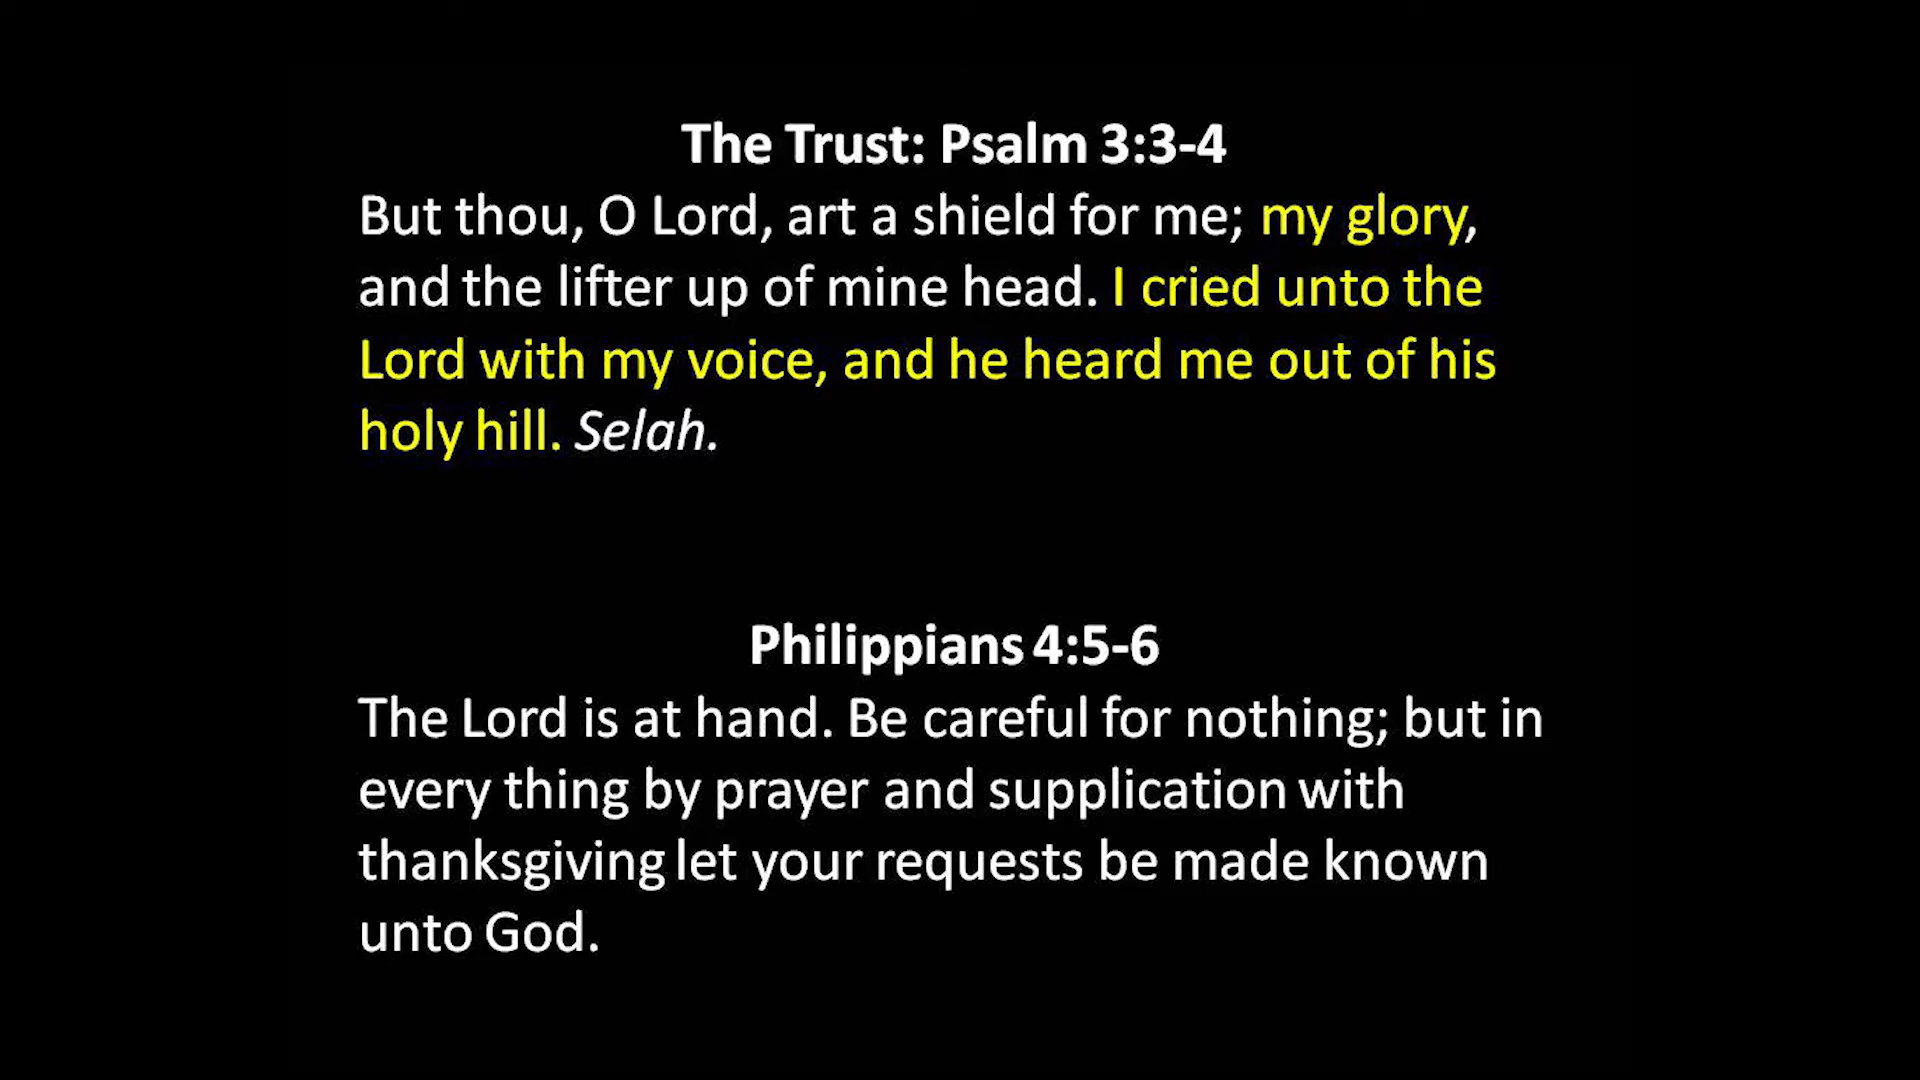 The Trust: Psalm 3:3-4
But thou, O Lord, art a shield for me; my glory,
and the lifter up of mine head. I cried unto the
Lord with my voice, and he heard me out of his
holy hill. Selah.
Philippians 4:5-6
The Lord is at hand. Be careful for nothing; but in
every thing by prayer and supplication with
thanksgiving let your requests be made known
unto God.